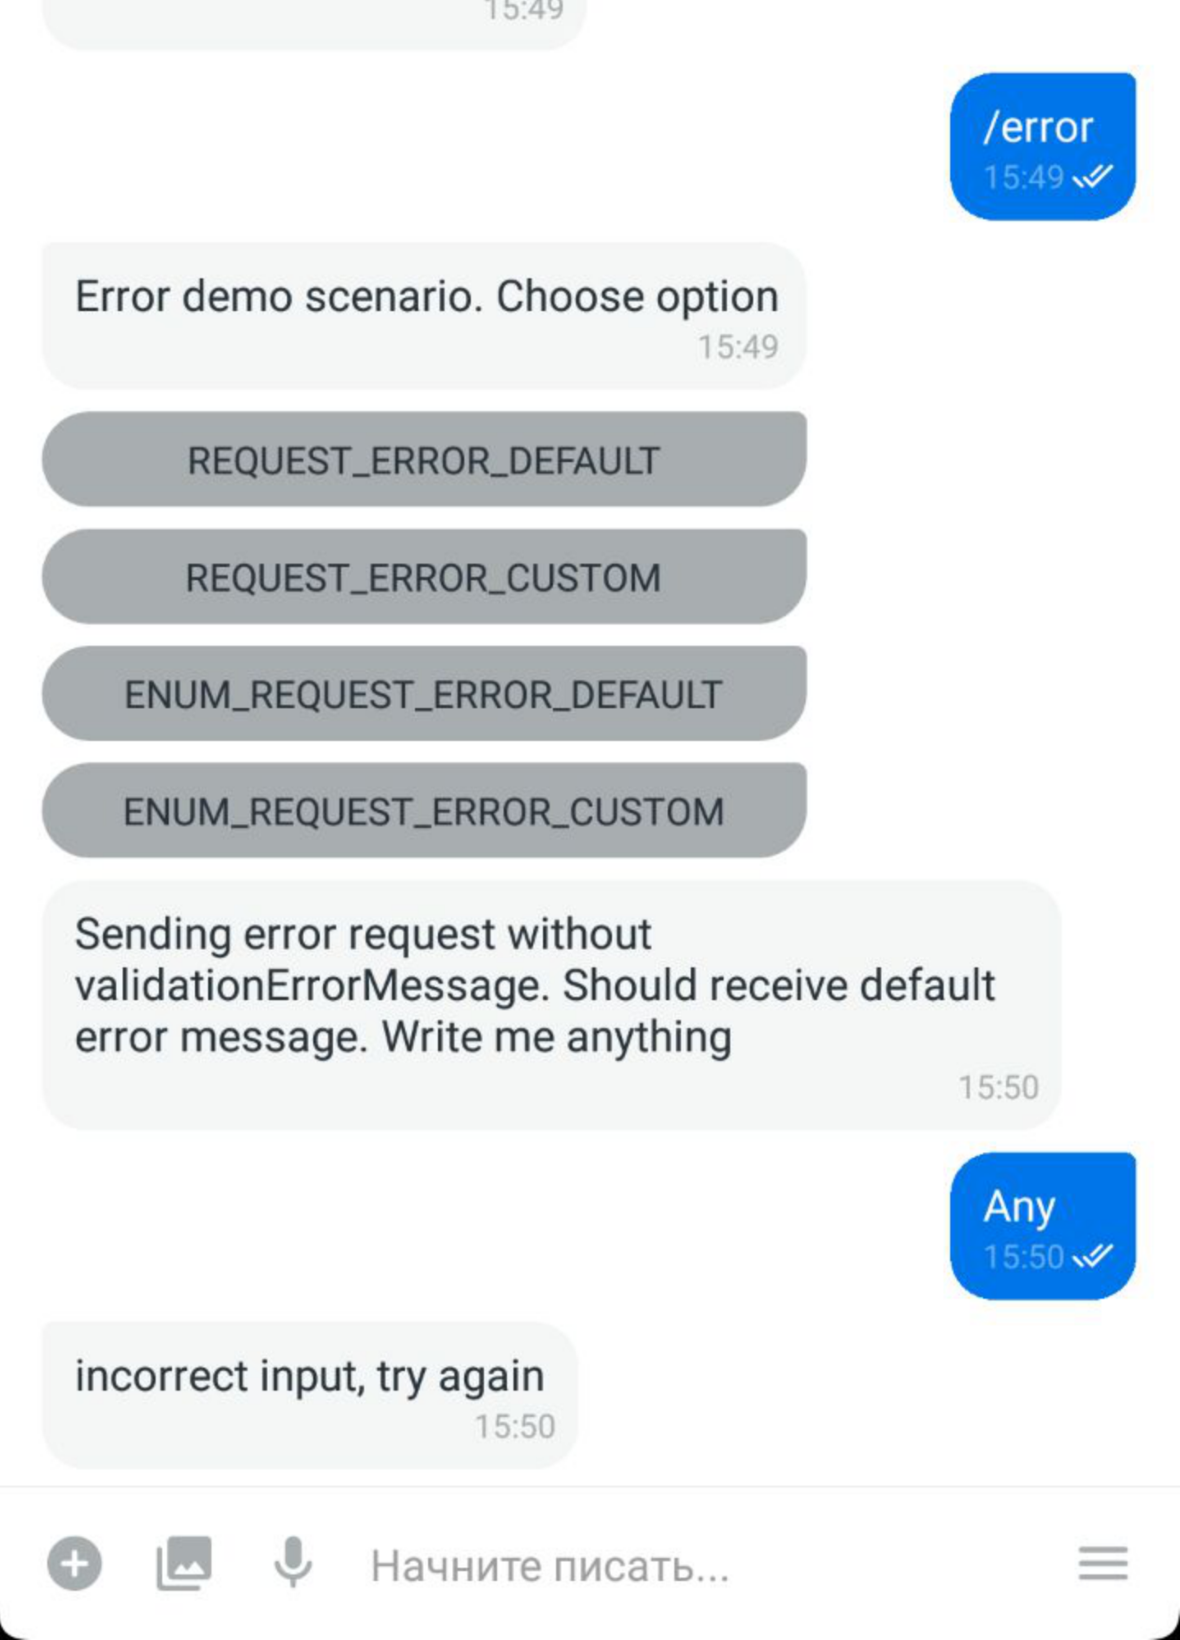 15:49
/error
15:49
Error demo scenario. Choose option
15:49
REQUEST_ERROR_DEFAULT
REQUEST_ERROR_CUSTOM
ENUM_REQUEST_ERROR_DEFAULT
ENUM_REQUEST_ERROR_CUSTOM
Sending error request without
validationErrorMessage. Should receive default
error message. Write me anything
15:50
Any
15:50
incorrect input, try again
15:50
Начните писать...